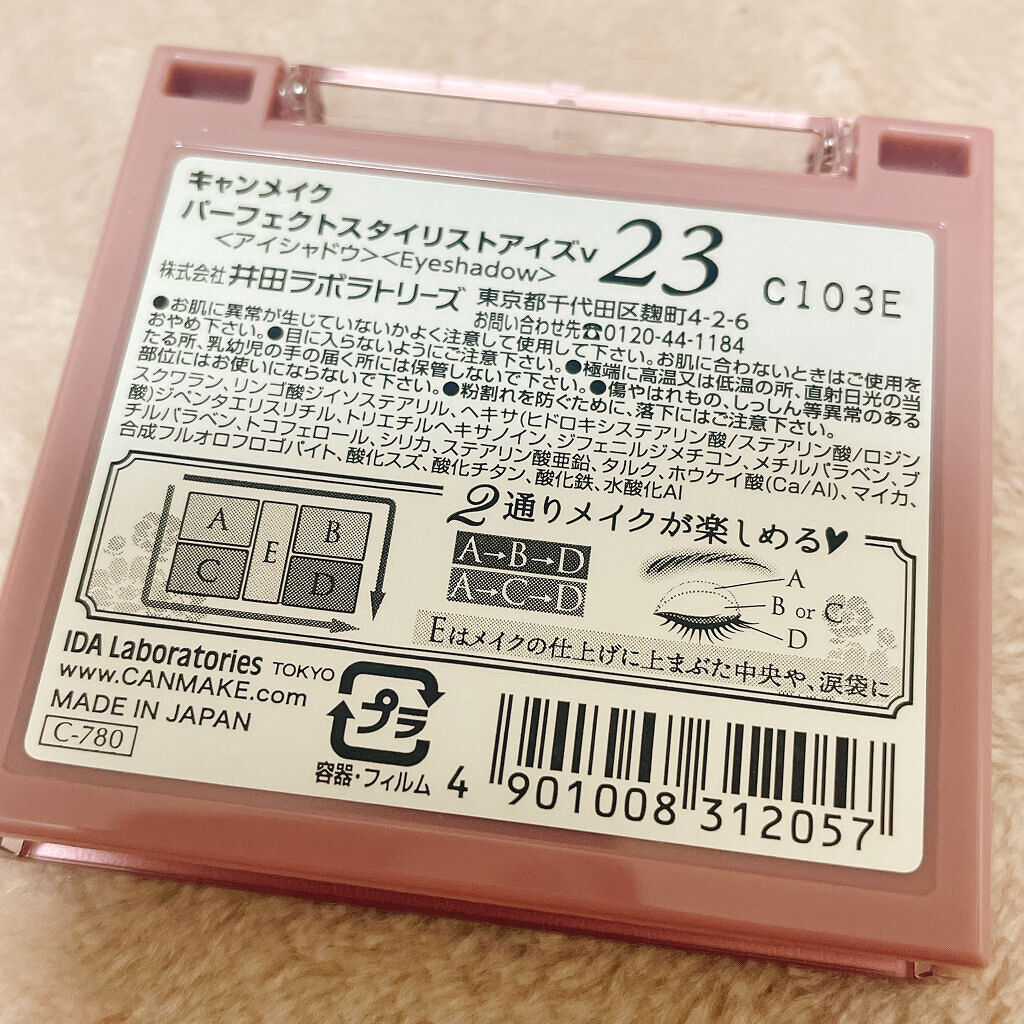 キャンメイク
パーフェクトスタイリストアイズv 23
<アイシャドウ><Eyeshadow>
C103E
株式会社 井田ラボラトリーズ 東京都千代田区麹町4-2-6
お問い合わせ先☎0120-44-1184
●お肌に異常が生じていないかよく注意して使用して下さい。お肌に合わないときはご使用を
おやめ下さい。●目に入らないようにご注意下さい。●極端に高温又は低温の所、直射日光の当
たる所、乳幼児の手の届く所には保管しないで下さい。●傷やはれもの、しっしん等異常のある
部位にはお使いにならないで下さい。●粉割れを防ぐために、落下にはご注意下さい。
スクワラン、リンゴ酸ジイソステアリル、ヘキサ(ヒドロキシステアリン酸/ステアリン酸/ロジン
酸)ジペンタエリスリチル、トリエチルヘキサノイン、ジフェニルジメチコン、メチルパラベン、ブ
チルパラベン、トコフェロール、シリカ、ステアリン酸亜鉛、タルク、ホウケイ酸(Ca/Al)、マイカ、
合成フルオロフロゴパイト、酸化スズ、酸化チタン、酸化鉄、水酸化Al
2通りメイクが楽しめる♥
A
B
E
C
D
A→B→D
A→C→D
A
B or C
D
Eはメイクの仕上げに上まぶた中央や、涙袋に
IDA Laboratories TOKYO
www.CANMAKE.com
MADE IN JAPAN
C-780
プラ
容器・フィルム
4 901008 312057